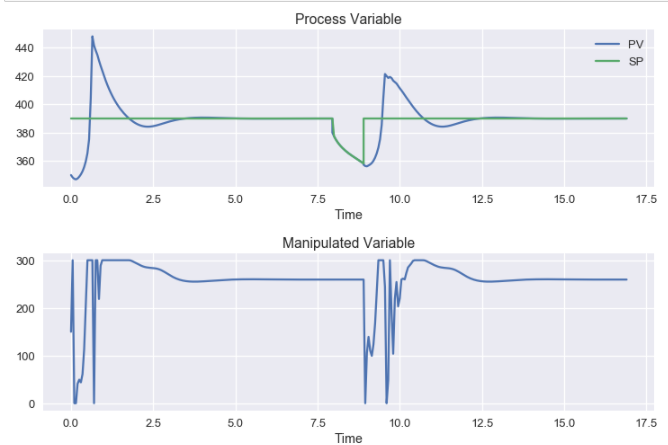 Process Variable
PV
SP
440
420
400
380
360
0.0 2.5 5.0 7.5 10.0 12.5 15.0 17.5
Time
Manipulated Variable
300
200
100
0
0.0 2.5 5.0 7.5 10.0 12.5 15.0 17.5
Time